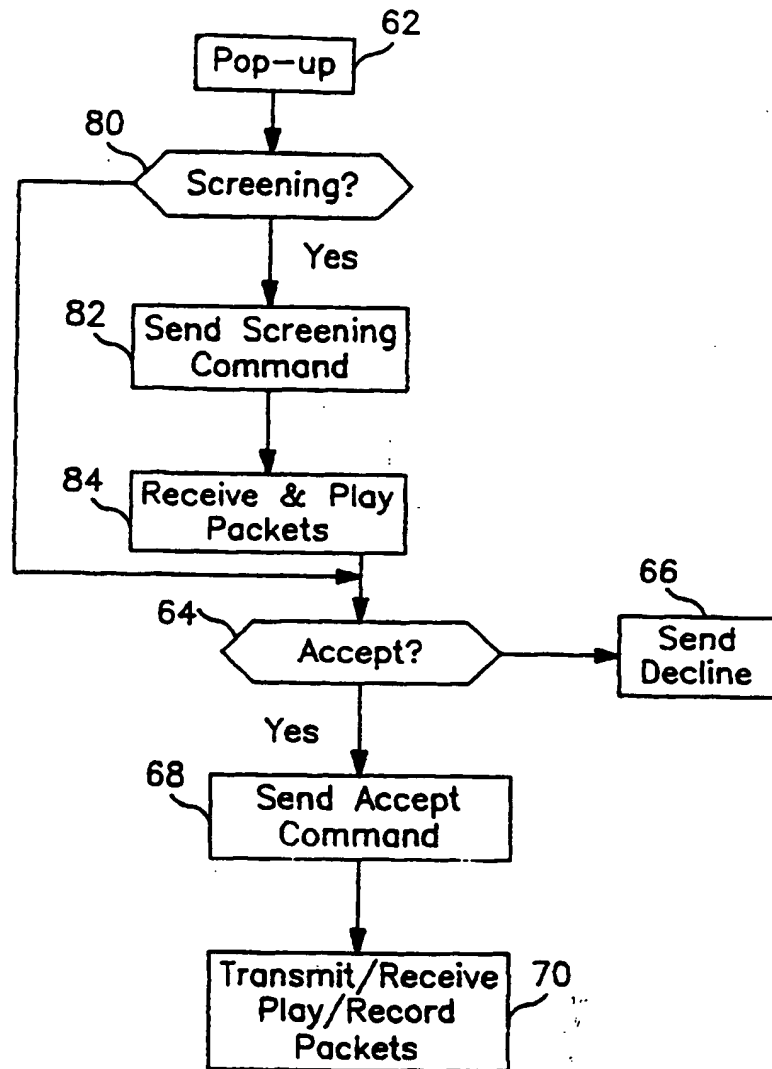 62
Pop-up
80
Screening?
Yes
82
Send Screening
Command
84
Receive & Play
Packets
64
Accept?
66
Send
Decline
Yes
68
Send Accept
Command
70
Transmit/Receive
Play/Record
Packets